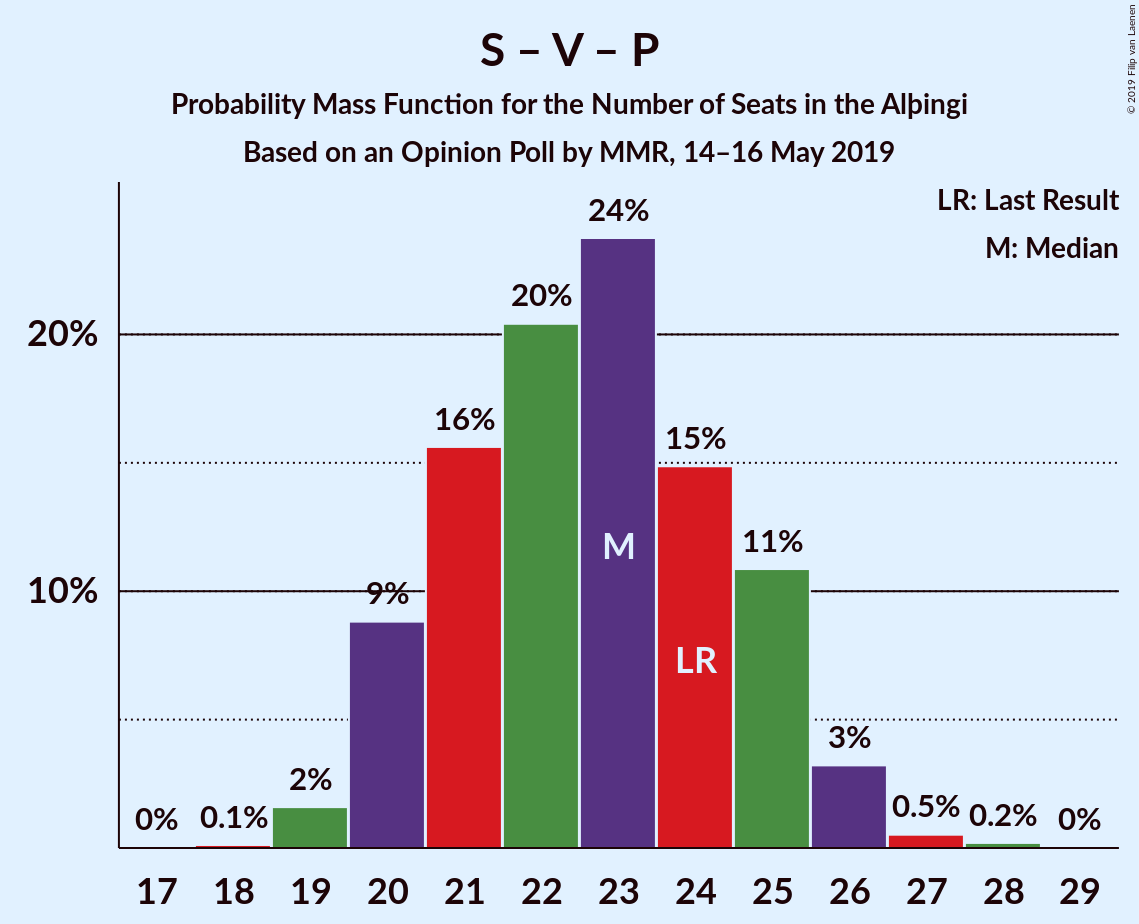 S – V – P
Probability Mass Function for the Number of Seats in the Alþingi
Based on an Opinion Poll by MMR, 14–16 May 2019
© 2019 Filip van Laenen
LR: Last Result
M: Median
20%
10%
0%
0.1%
2%
9%
16%
20%
24%
15%
11%
3%
0.5%
0.2%
0%
M
LR
17 18 19 20 21 22 23 24 25 26 27 28 29